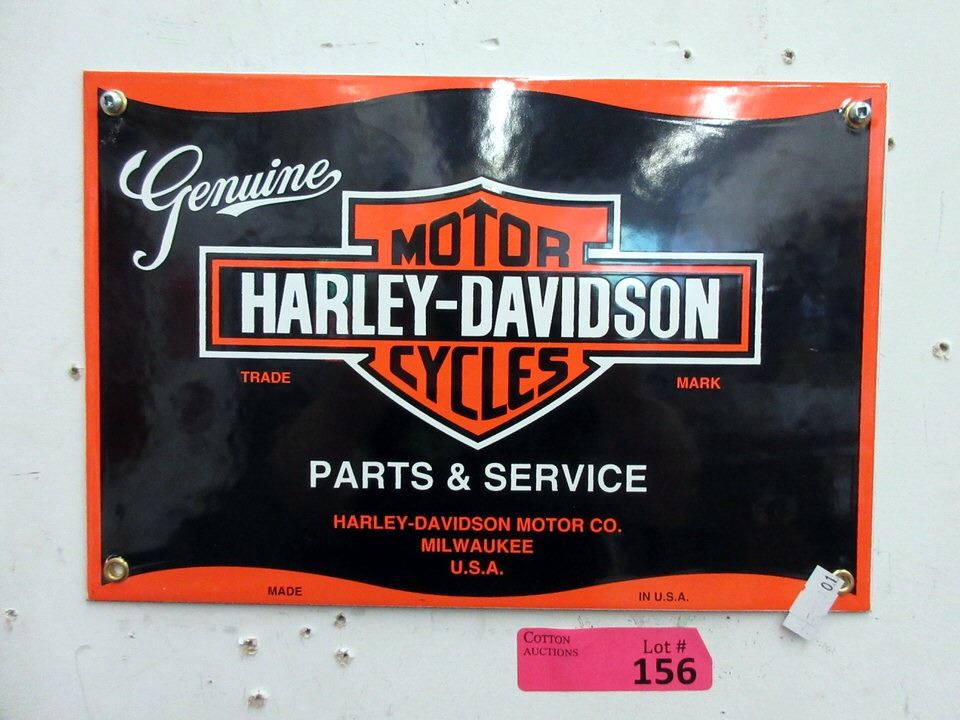 Genuine
MOTOR
HARLEY-DAVIDSON
CYCLES
TRADE MARK
PARTS & SERVICE
HARLEY-DAVIDSON MOTOR CO.
MILWAUKEE
U.S.A.
MADE IN U.S.A.
01
COTTON
AUCTIONS
Lot #
156